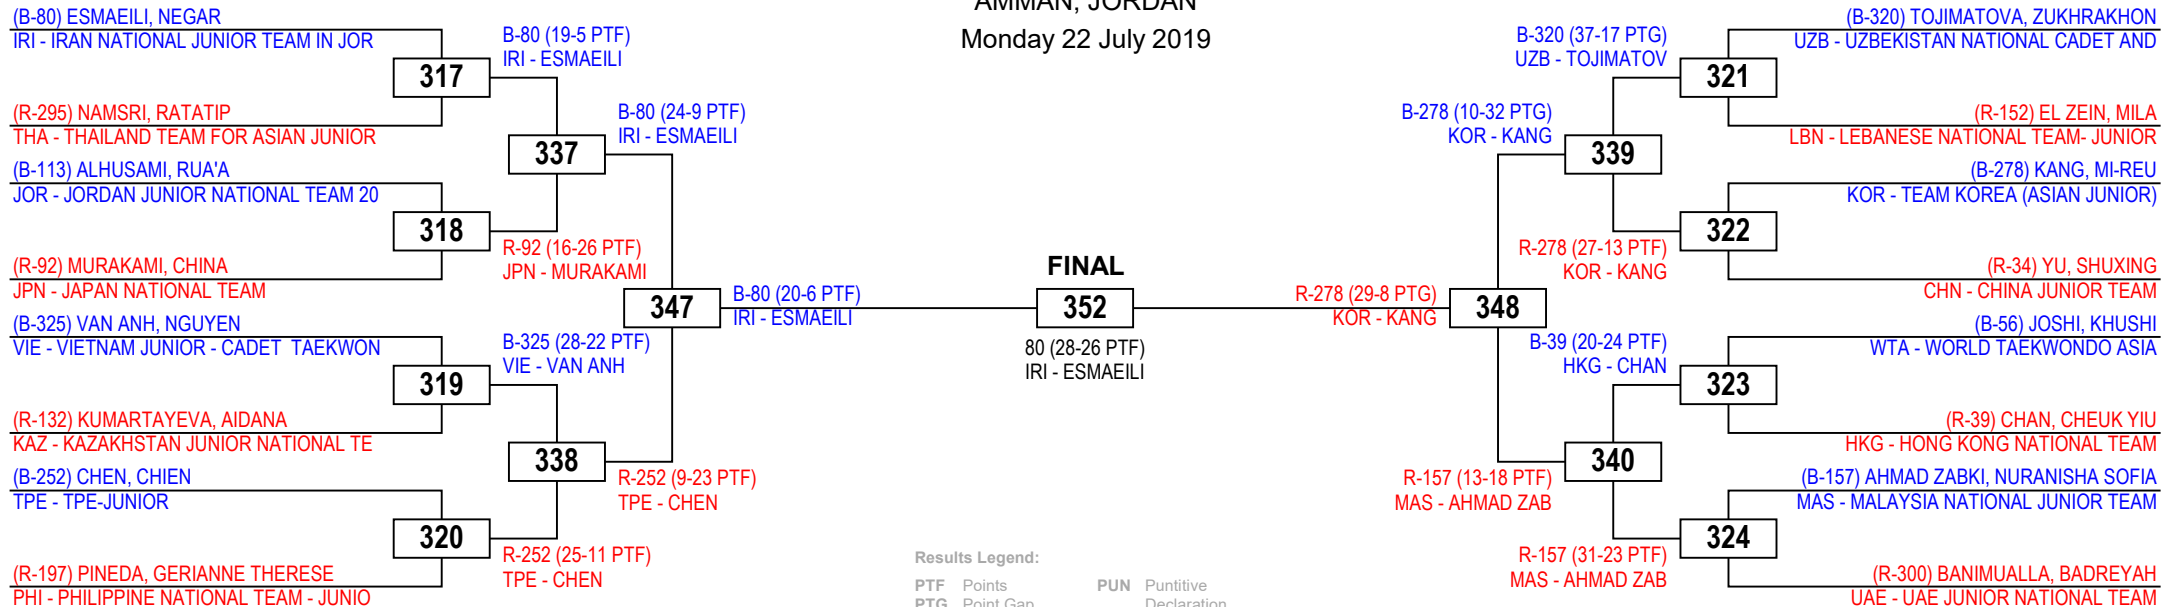 AMMAN, JORDAN
Monday 22 July 2019
(B-80) ESMAEILI, NEGAR
IRI - IRAN NATIONAL JUNIOR TEAM IN JOR
317
(R-295) NAMSRI, RATATIP
THA - THAILAND TEAM FOR ASIAN JUNIOR
(B-113) ALHUSAMI, RUA'A
JOR - JORDAN JUNIOR NATIONAL TEAM 20
318
(R-92) MURAKAMI, CHINA
JPN - JAPAN NATIONAL TEAM
(B-325) VAN ANH, NGUYEN
VIE - VIETNAM JUNIOR - CADET  TAEKWON
319
(R-132) KUMARTAYEVA, AIDANA
KAZ - KAZAKHSTAN JUNIOR NATIONAL TE
(B-252) CHEN, CHIEN
TPE - TPE-JUNIOR
320
(R-197) PINEDA, GERIANNE THERESE
PHI - PHILIPPINE NATIONAL TEAM - JUNIO
B-80 (19-5 PTF)
IRI - ESMAEILI
337
R-92 (16-26 PTF)
JPN - MURAKAMI
B-325 (28-22 PTF)
VIE - VAN ANH
338
R-252 (25-11 PTF)
TPE - CHEN
B-80 (24-9 PTF)
IRI - ESMAEILI
347
R-252 (9-23 PTF)
TPE - CHEN
B-80 (20-6 PTF)
IRI - ESMAEILI
FINAL
352
80 (28-26 PTF)
IRI - ESMAEILI
R-278 (29-8 PTG)
KOR - KANG
B-278 (10-32 PTG)
KOR - KANG
348
R-157 (13-18 PTF)
MAS - AHMAD ZAB
B-320 (37-17 PTG)
UZB - TOJIMATOV
339
R-278 (27-13 PTF)
KOR - KANG
B-39 (20-24 PTF)
HKG - CHAN
340
R-157 (31-23 PTF)
MAS - AHMAD ZAB
(B-320) TOJIMATOVA, ZUKHRAKHON
UZB - UZBEKISTAN NATIONAL CADET AND
321
(R-152) EL ZEIN, MILA
LBN - LEBANESE NATIONAL TEAM- JUNIOR
(B-278) KANG, MI-REU
KOR - TEAM KOREA (ASIAN JUNIOR)
322
(R-34) YU, SHUXING
CHN - CHINA JUNIOR TEAM
(B-56) JOSHI, KHUSHI
WTA - WORLD TAEKWONDO ASIA
323
(R-39) CHAN, CHEUK YIU
HKG - HONG KONG NATIONAL TEAM
(B-157) AHMAD ZABKI, NURANISHA SOFIA
MAS - MALAYSIA NATIONAL JUNIOR TEAM
324
(R-300) BANIMUALLA, BADREYAH
UAE - UAE JUNIOR NATIONAL TEAM
Results Legend:
PTF Points PUN Puntitive
PTG Point Gap Declaration